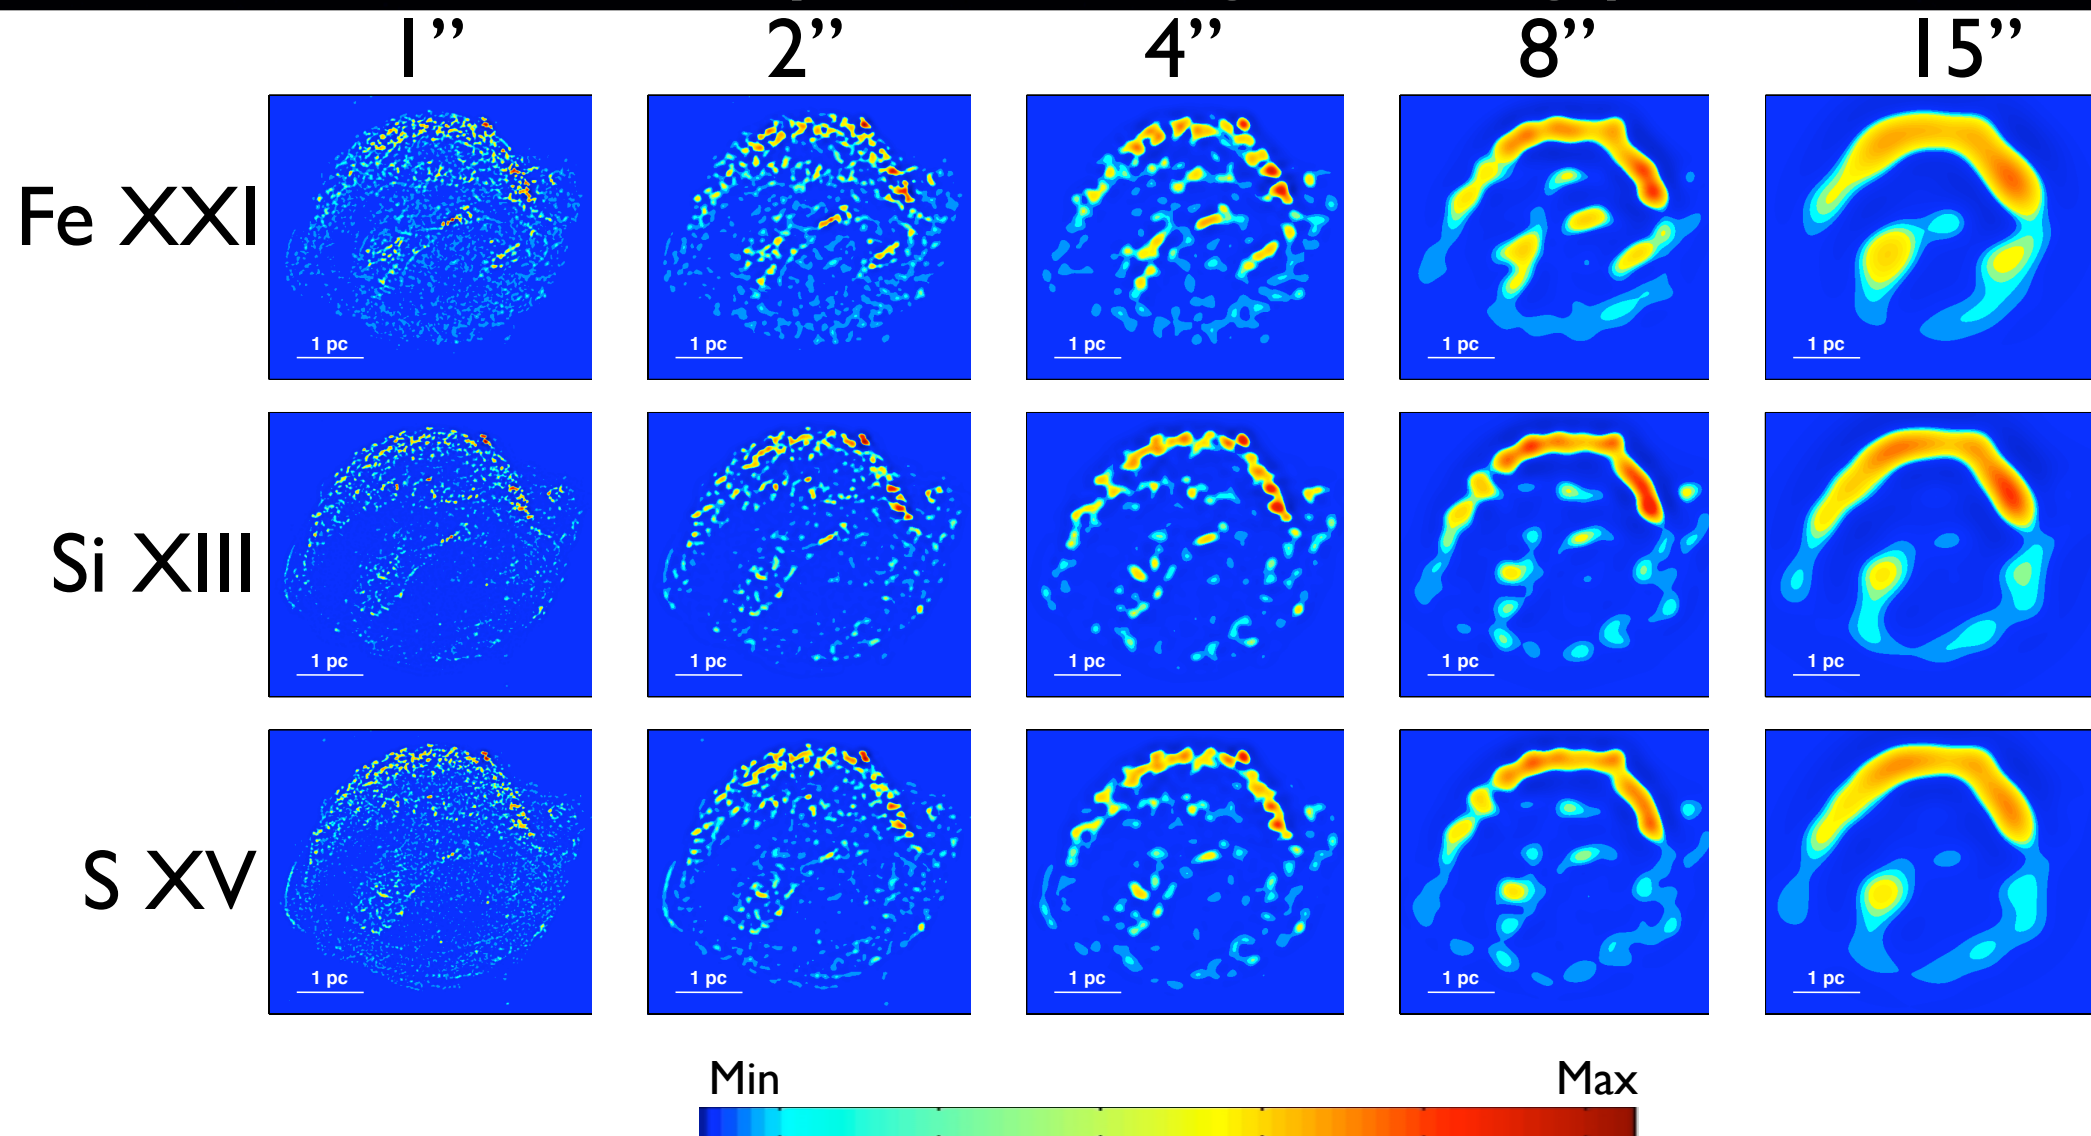 1” 2” 4” 8” 15”
Fe XXI
1 pc 1 pc 1 pc 1 pc 1 pc
Si XIII
1 pc 1 pc 1 pc 1 pc 1 pc
S XV
1 pc 1 pc 1 pc 1 pc 1 pc
Min Max